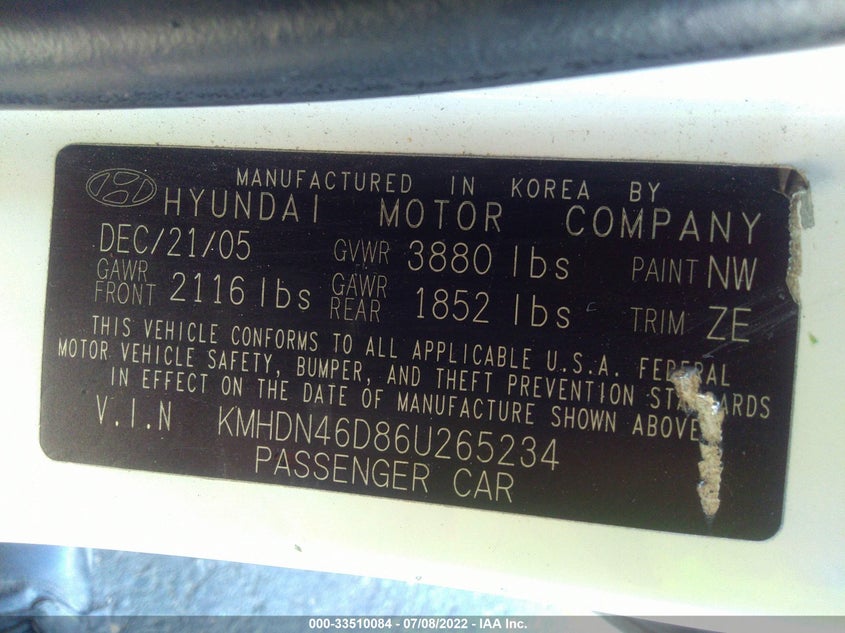 MANUFACTURED IN KOREA BY
HYUNDAI MOTOR COMPANY
DEC/21/05 GVWR 3880 lbs PAINT NW
GAWR FRONT 2116 lbs GAWR REAR 1852 lbs TRIM ZE
THIS VEHICLE CONFORMS TO ALL APPLICABLE U.S.A. FEDERAL
MOTOR VEHICLE SAFETY, BUMPER, AND THEFT PREVENTION STANDARDS
IN EFFECT ON THE DATE OF MANUFACTURE SHOWN ABOVE
V.I.N KMHDN46D86U265234
PASSENGER CAR
000-33510084 - 07/08/2022 - IAA Inc.